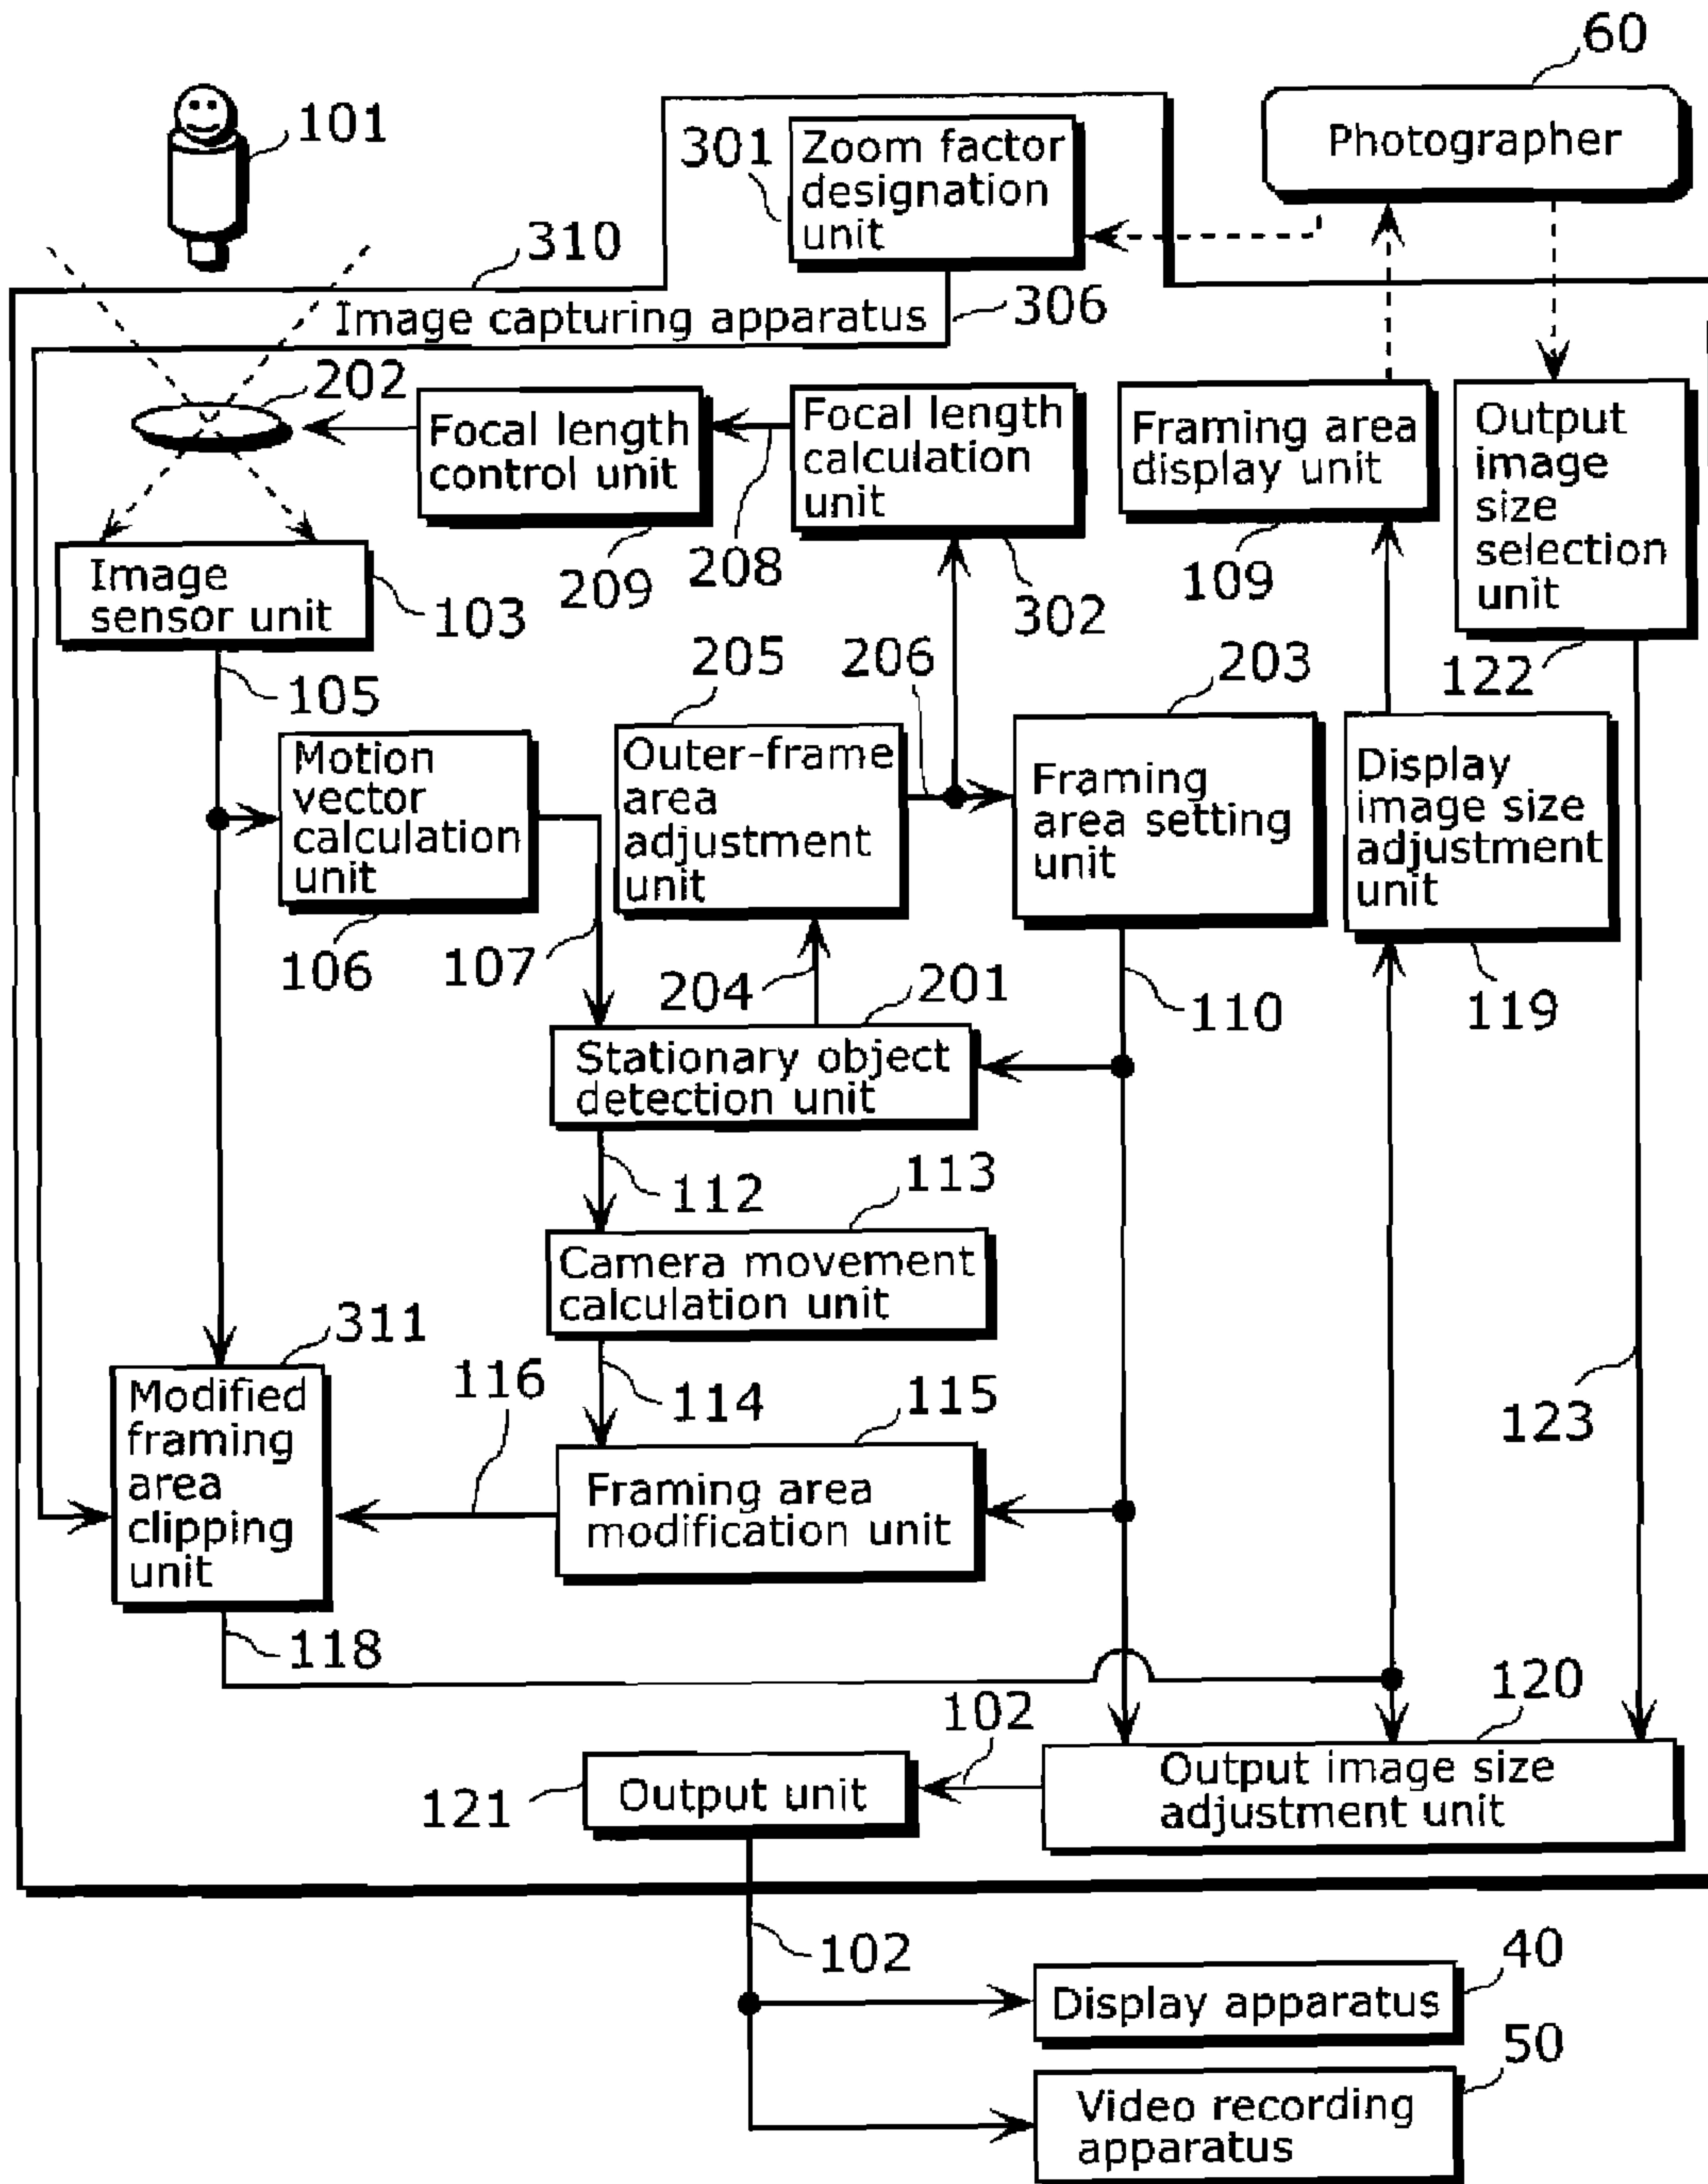 60
101
301
Zoom factor
designation
unit
Photographer
310
Image capturing apparatus
306
202
Focal length
control unit
Focal length
calculation
unit
Framing area
display unit
Output
image
size
selection
unit
208
209
109
302
Image
sensor unit
103
205
206
203
122
105
Motion
vector
calculation
unit
Outer-frame
area
adjustment
unit
Framing
area setting
unit
Display
image size
adjustment
unit
106
107
204
201
110
119
Stationary object
detection unit
112
113
Camera movement
calculation unit
311
Modified
framing
area
clipping
unit
116
114
115
123
Framing area
modification unit
118
120
102
121
Output unit
Output image size
adjustment unit
102
40
Display apparatus
50
Video recording
apparatus